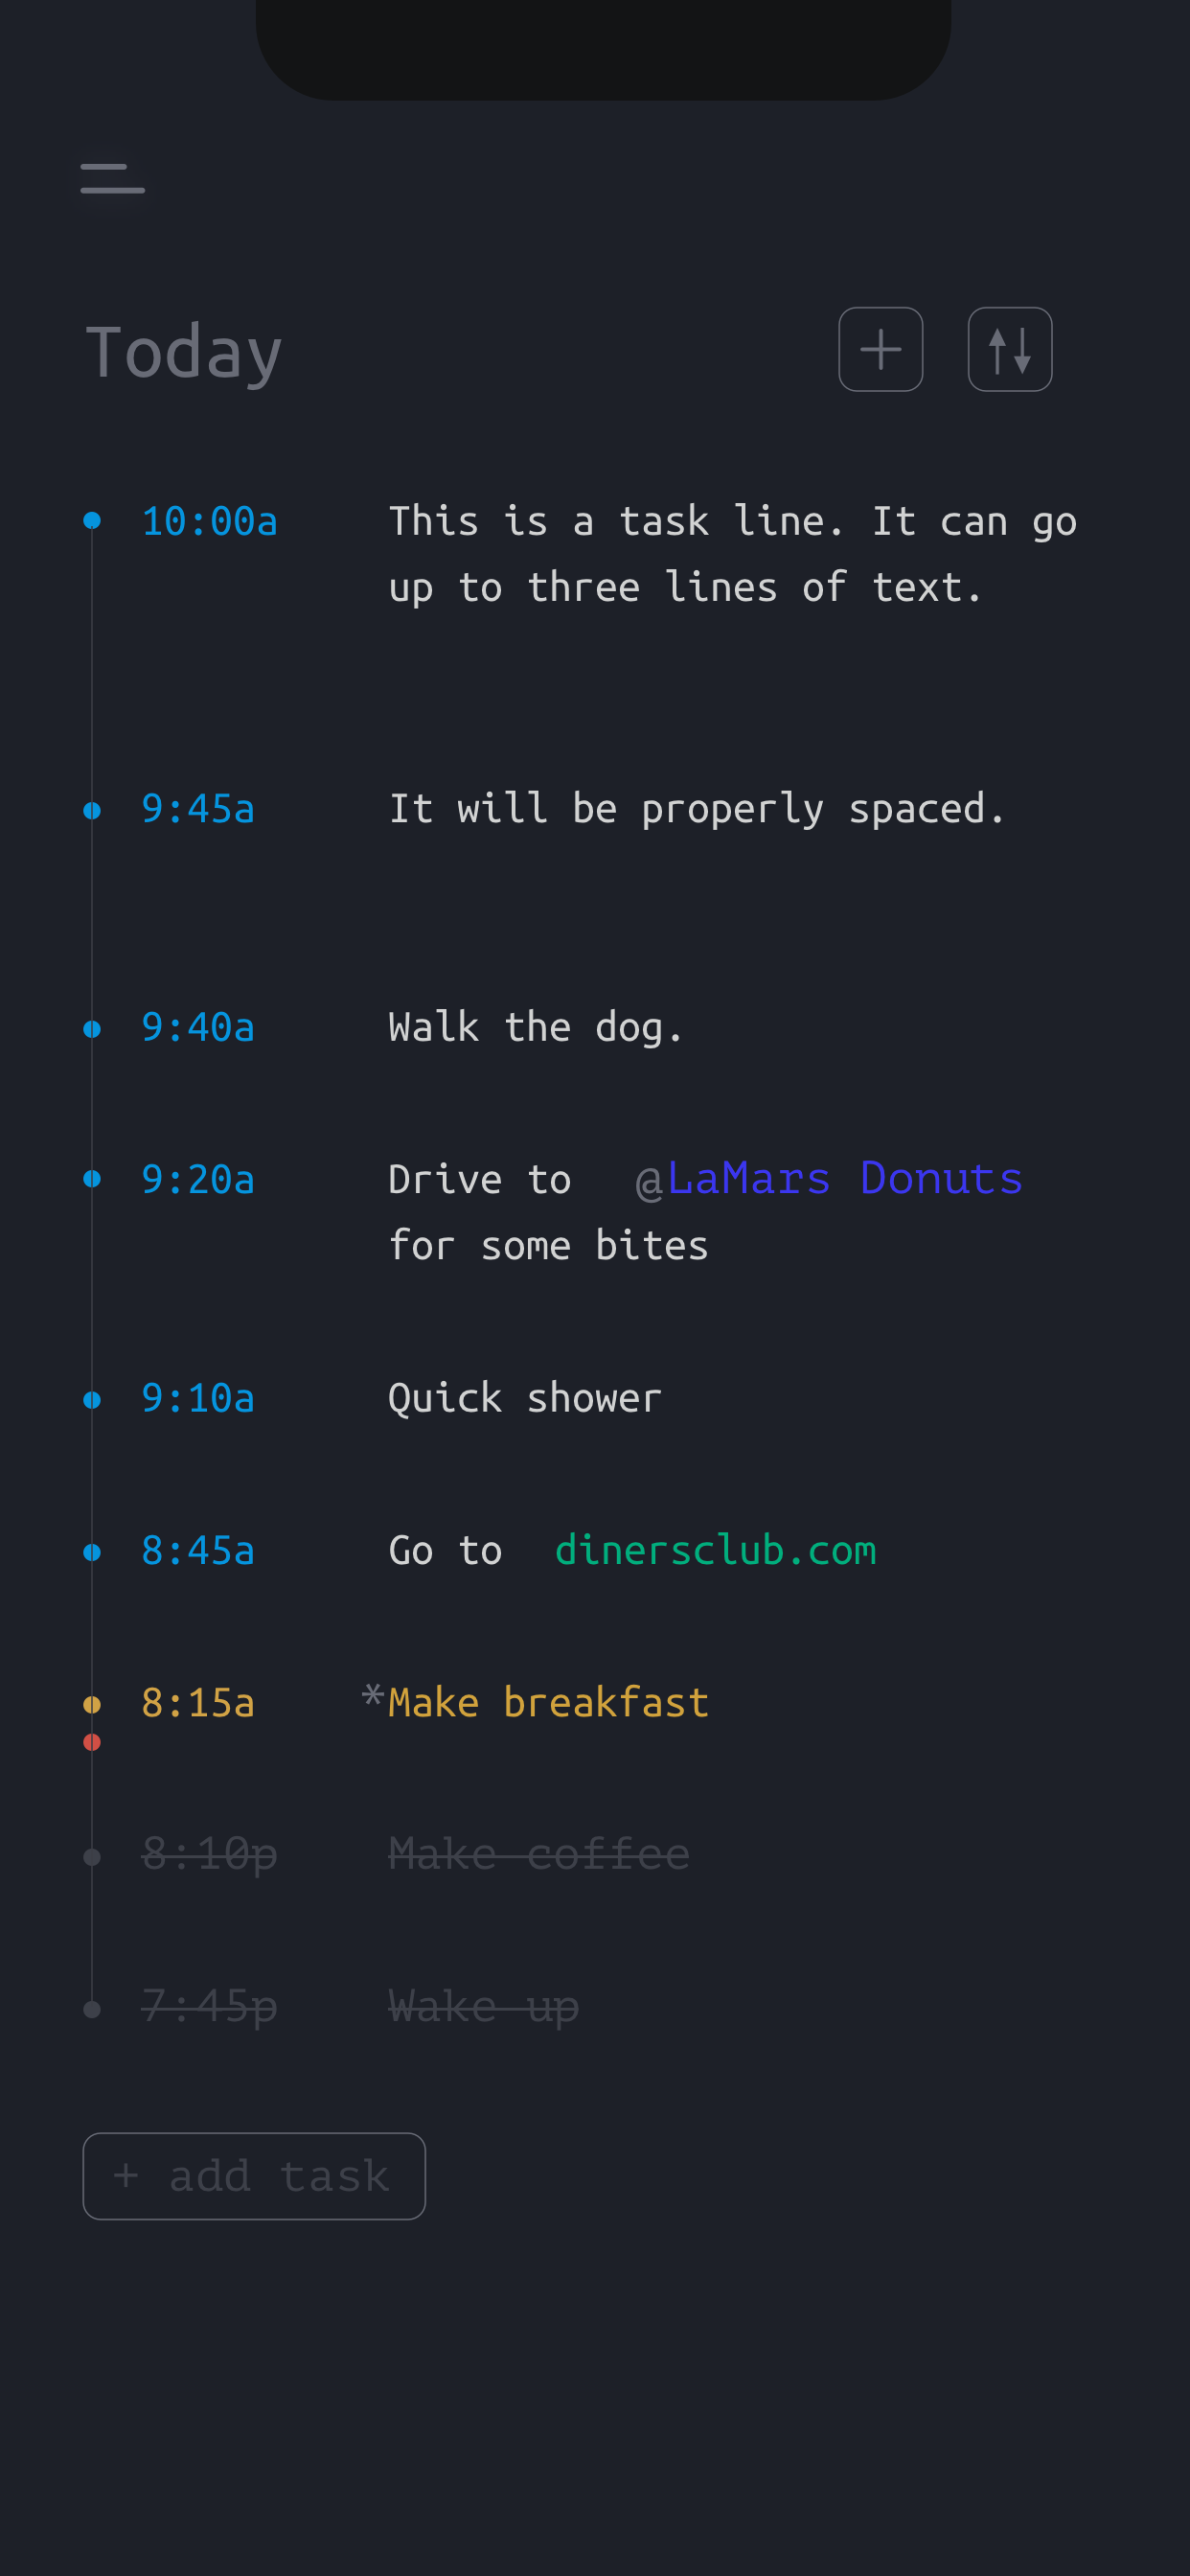 Today
10:00a This is a task line. It can go
up to three lines of text.
9:45a It will be properly spaced.
9:40a Walk the dog.
9:20a Drive to @LaMars Donuts
for some bites
9:10a Quick shower
8:45a Go to dinersclub.com
8:15a *Make breakfast
8:10p Make coffee
7:45p Wake up
+ add task